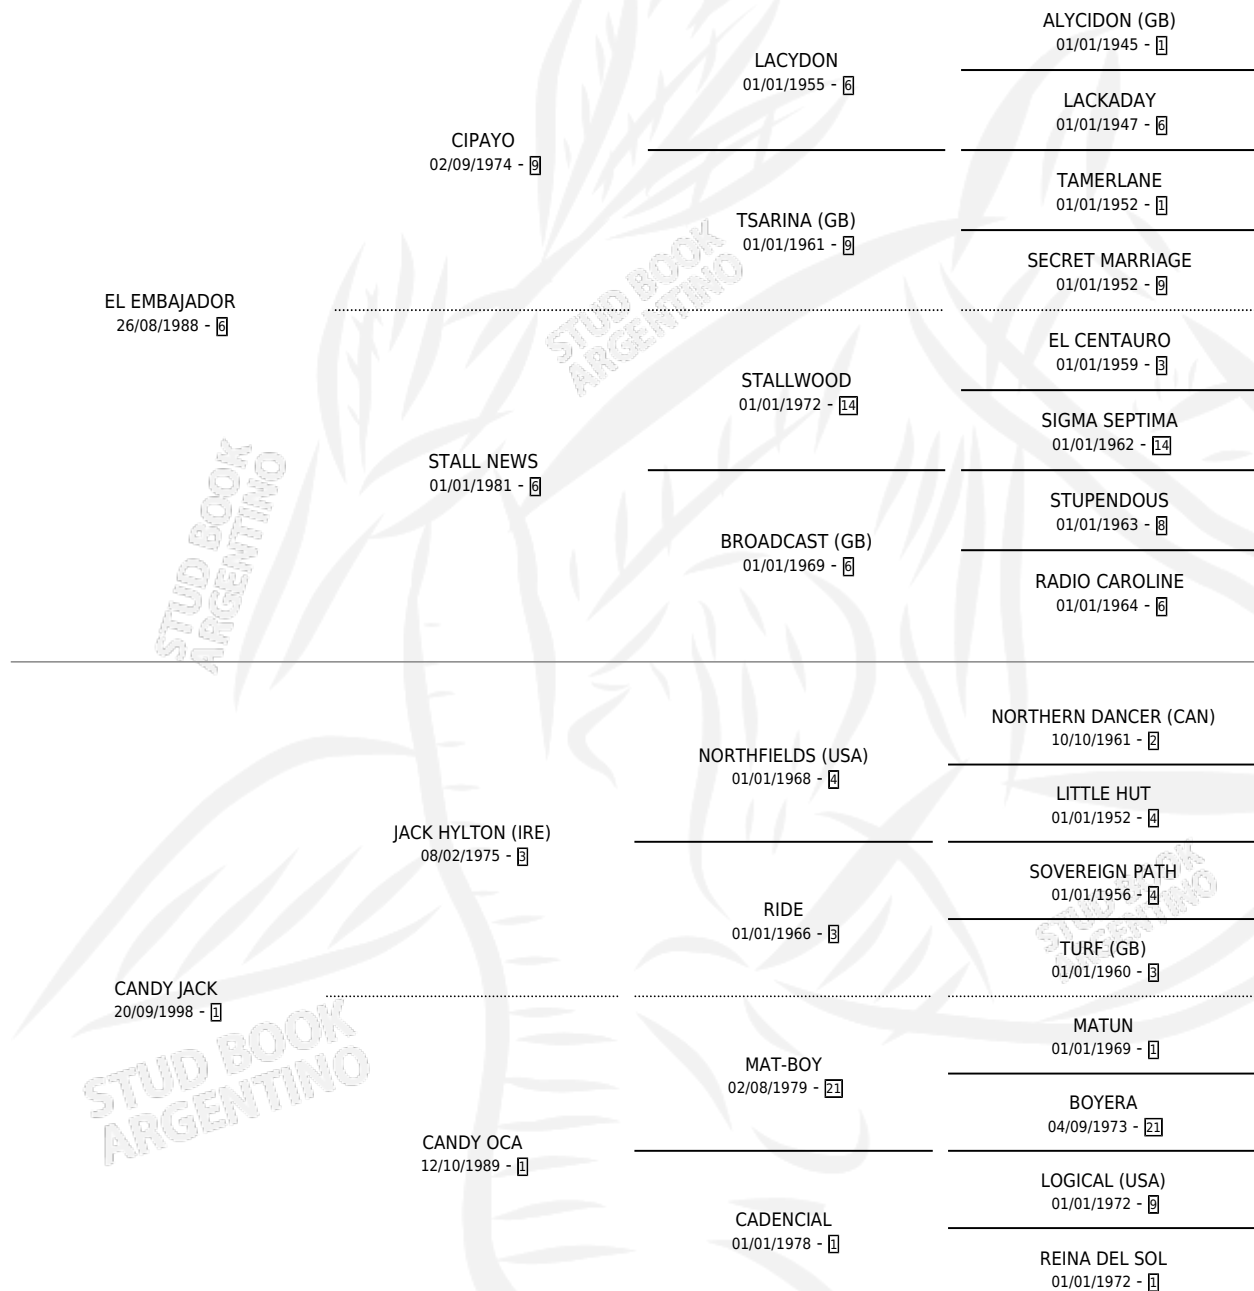 ALYCIDON (GB)
01/01/1945 - 1
LACYDON
01/01/1955 - 6
LACKADAY
01/01/1947 - 6
CIPAYO
02/09/1974 - 9
TAMERLANE
01/01/1952 - 1
TSARINA (GB)
01/01/1961 - 9
SECRET MARRIAGE
01/01/1952 - 9
EL EMBAJADOR
26/08/1988 - 6
STUD BOOK
ARGENTINO
EL CENTAURO
01/01/1959 - 3
STALLWOOD
01/01/1972 - 14
SIGMA SEPTIMA
01/01/1962 - 14
STALL NEWS
01/01/1981 - 6
STUPENDOUS
01/01/1963 - 8
BROADCAST (GB)
01/01/1969 - 6
RADIO CAROLINE
01/01/1964 - 6
STUD BOOK
ARGENTINO
NORTHERN DANCER (CAN)
10/10/1961 - 2
NORTHFIELDS (USA)
01/01/1968 - 4
LITTLE HUT
01/01/1952 - 4
JACK HYLTON (IRE)
08/02/1975 - 3
SOVEREIGN PATH
01/01/1956 - 4
RIDE
01/01/1966 - 3
STUD BOOK
ARGENTINO
TURF (GB)
01/01/1960 - 3
CANDY JACK
20/09/1998 - 1
MATUN
01/01/1969 - 1
MAT-BOY
02/08/1979 - 21
STUD BOOK
ARGENTINO
BOYERA
04/09/1973 - 21
CANDY OCA
12/10/1989 - 1
LOGICAL (USA)
01/01/1972 - 9
CADENCIAL
01/01/1978 - 1
REINA DEL SOL
01/01/1972 - 1